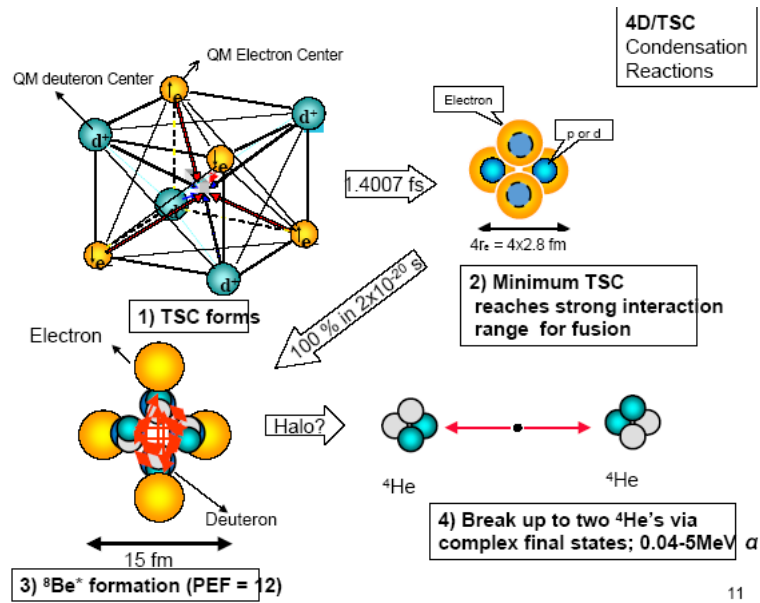 4D/TSC
Condensation
Reactions
QM Electron Center
QM deuteron Center
e
d⁺
d⁺
e
d⁺
e
e
d⁺
1.4007 fs
Electron
p or d
4rₑ = 4x2.8 fm
1) TSC forms
2) Minimum TSC
reaches strong interaction
range for fusion
100 % in 2x10⁻²⁰ s
Electron
Halo?
⁴He
⁴He
Deuteron
15 fm
3) ⁸Be* formation (PEF = 12)
4) Break up to two ⁴He's via
complex final states; 0.04-5MeV α
11